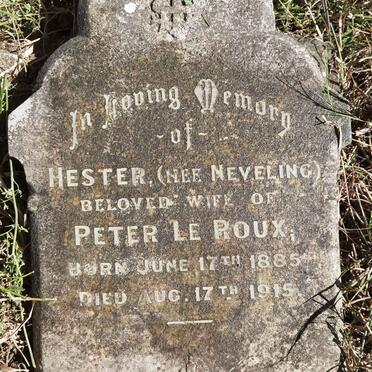 In Loving Memory
- of -
HESTER, (NEE NEVELING)
BELOVED WIFE OF
PETER LE ROUX,
BORN JUNE 17TH 1885
DIED AUG. 17TH 1915